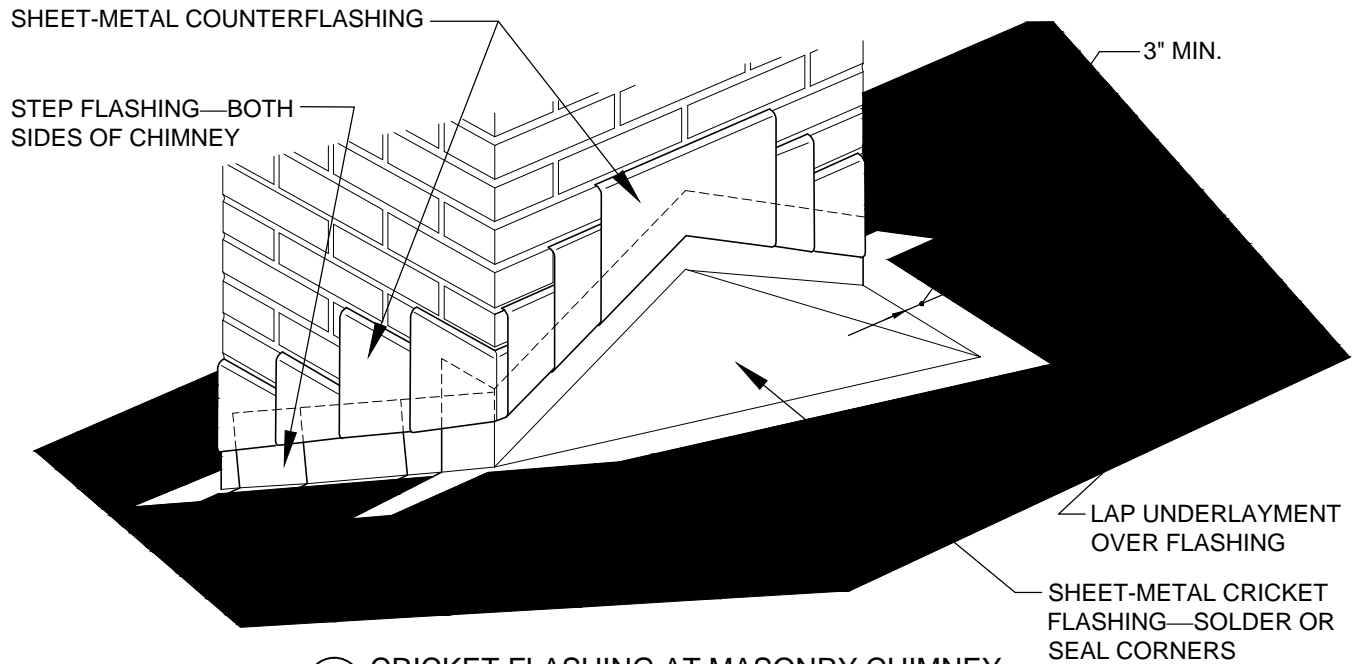 SHEET-METAL COUNTERFLASHING
STEP FLASHING—BOTH
SIDES OF CHIMNEY
3" MIN.
LAP UNDERLAYMENT
OVER FLASHING
SHEET-METAL CRICKET
FLASHING—SOLDER OR
SEAL CORNERS
CRICKET FLASHING AT MASONRY CHIMNEY